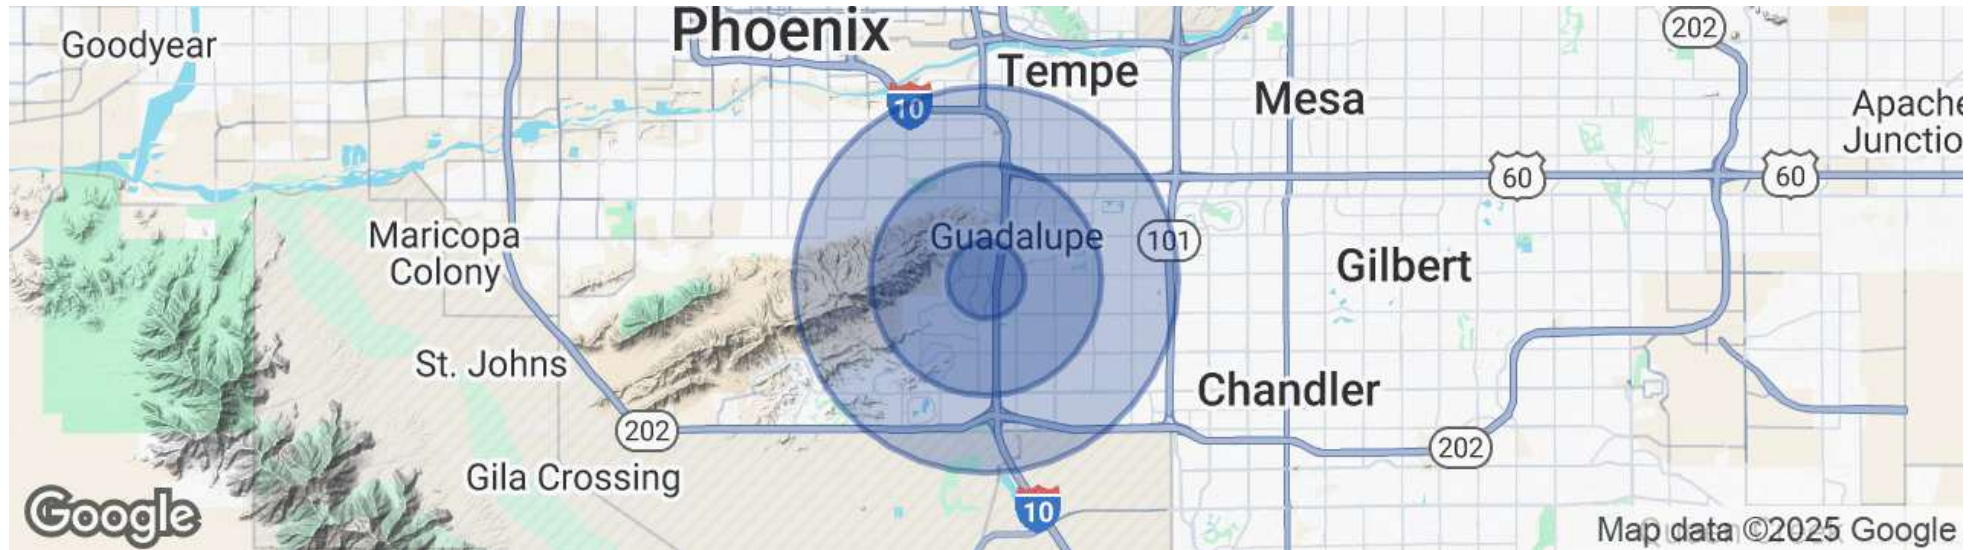 Phoenix
202
Goodyear
Tempe
10
Mesa
Apache
Junctio
60
60
Maricopa
Colony
Guadalupe
101
Gilbert
St. Johns
Chandler
202
202
Gila Crossing
10
Google
Map data ©2025 Google